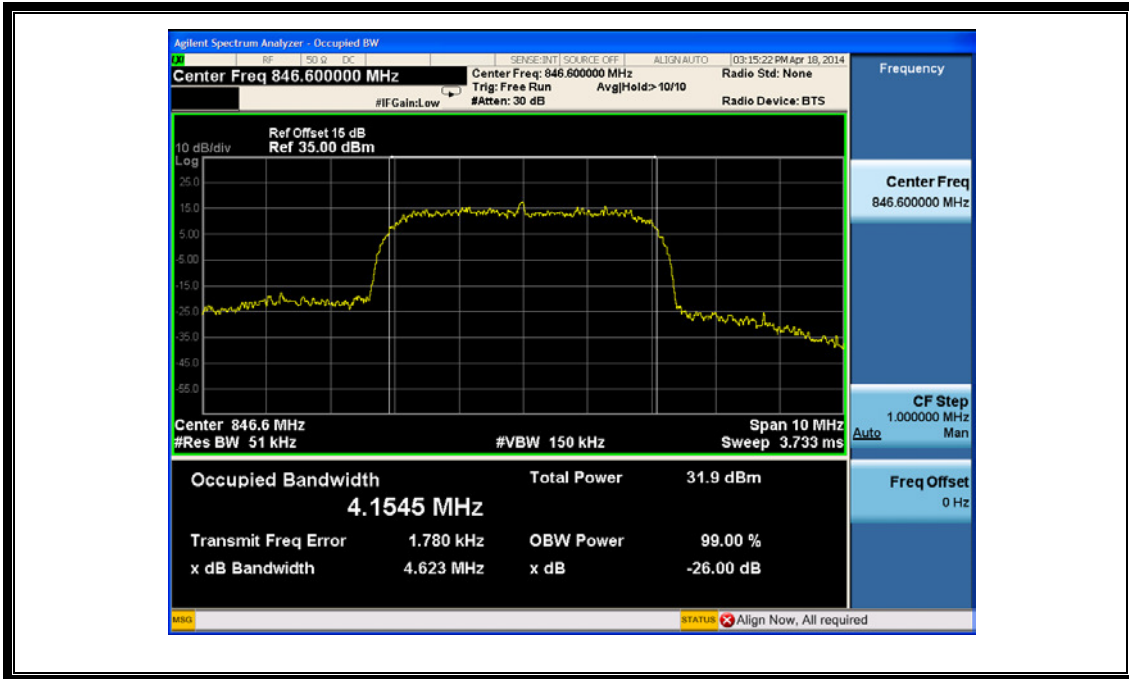 Agilent Spectrum Analyzer - Occupied BW
RF 50 Ω DC SENSE:INT SOURCE OFF ALIGN AUTO 03:15:22 PM Apr 18, 2014
Center Freq 846.600000 MHz
Center Freq: 846.600000 MHz
Radio Std: None
Trig: Free Run Avg|Hold:> 10/10
#IFGain:Low
#Atten: 30 dB
Radio Device: BTS
Ref Offset 15 dB
10 dB/div Ref 35.00 dBm
Log
25.0
15.0
5.00
-5.00
-15.0
-25.0
-35.0
-45.0
-55.0
Center 846.6 MHz
Span 10 MHz
#Res BW 51 kHz
#VBW 150 kHz
Sweep 3.733 ms
Occupied Bandwidth
4.1545 MHz
Total Power 31.9 dBm
Transmit Freq Error 1.780 kHz
OBW Power 99.00 %
x dB Bandwidth 4.623 MHz
x dB -26.00 dB
Frequency
Center Freq
846.600000 MHz
CF Step
1.000000 MHz
Auto Man
Freq Offset
0 Hz
MSG
STATUS Align Now, All required